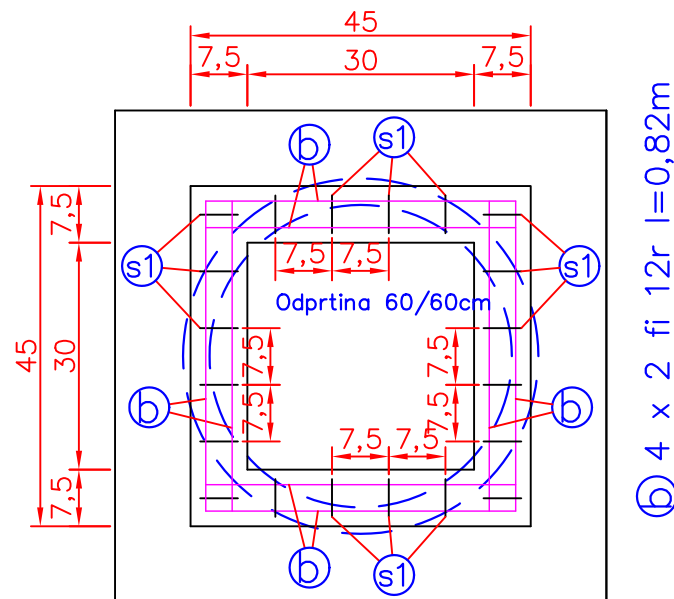 45
7,5 30 7,5
b s1
7,5 7,5 7,5
s1 s1
Odprtina 60/60cm
45 30 7,5 7,5
7,5 7,5
b b
7,5 7,5
7,5
b s1
b 4 x 2 fi 12r l=0,82m